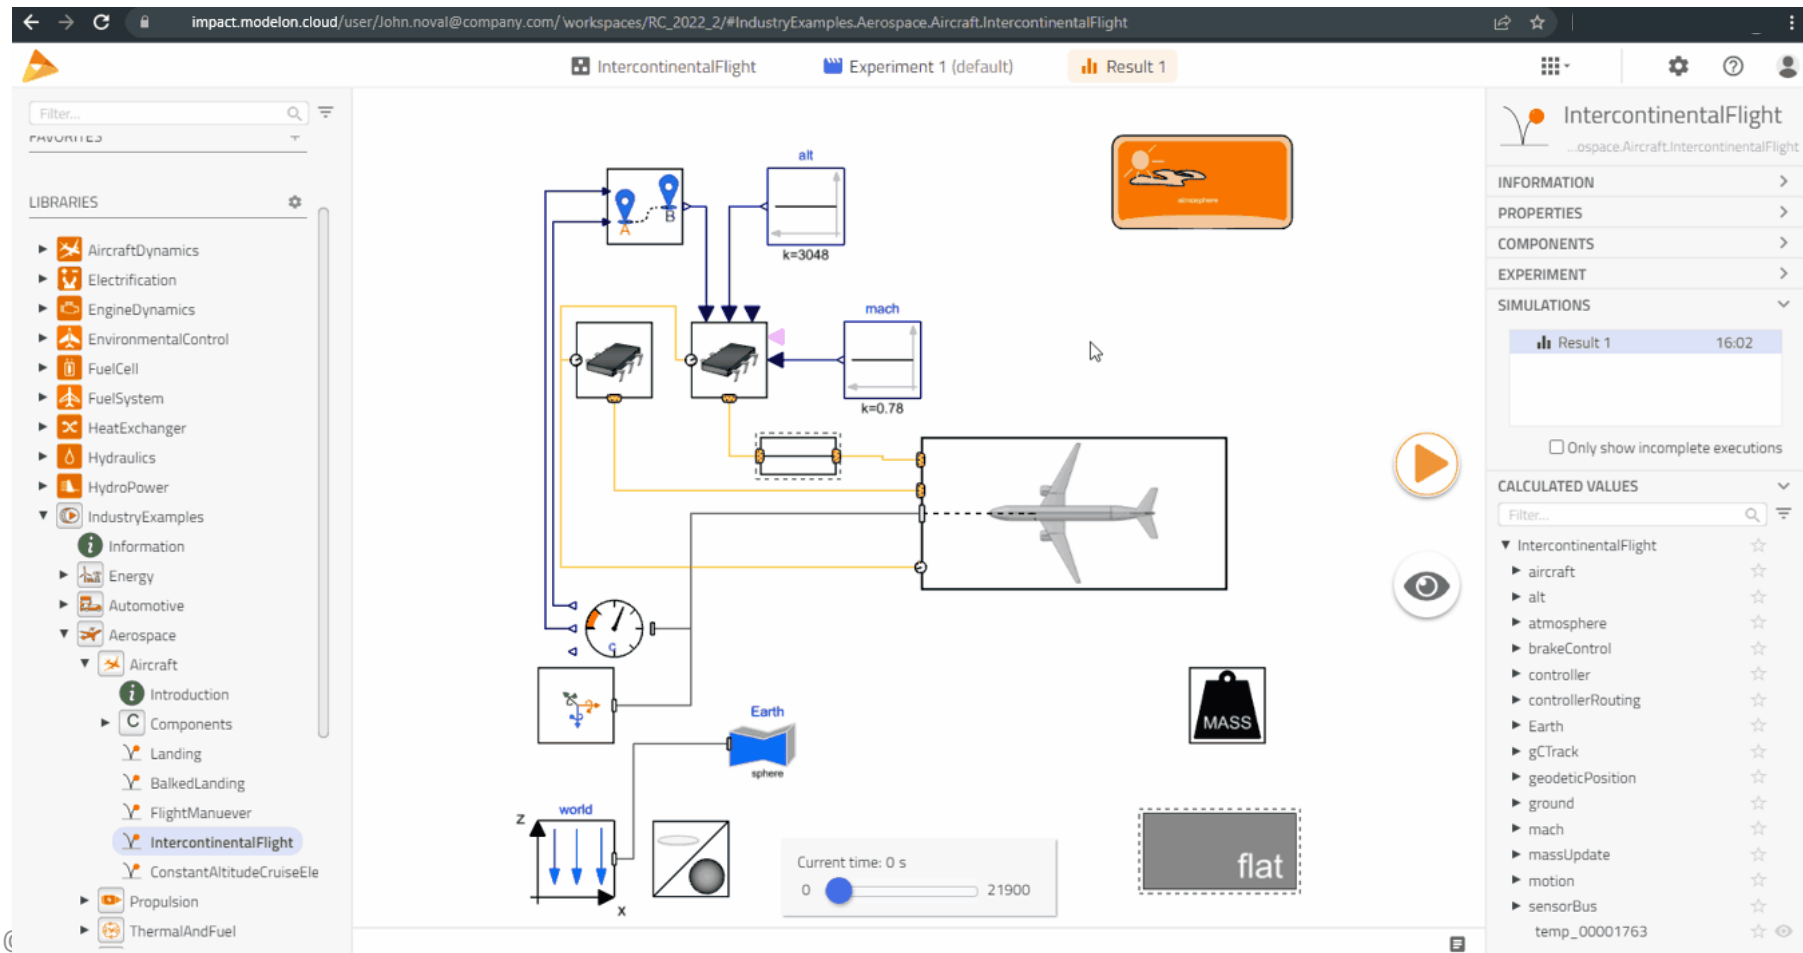 impact.modelon.cloud/user/John.noval@company.com/workspaces/RC_2022_2/#IndustryExamples.Aerospace.Aircraft.IntercontinentalFlight
IntercontinentalFlight
Experiment 1 (default)
Result 1
Filter...
FAVORITES
LIBRARIES
AircraftDynamics
Electrification
EngineDynamics
EnvironmentalControl
FuelCell
FuelSystem
HeatExchanger
Hydraulics
HydroPower
IndustryExamples
Information
Energy
Automotive
Aerospace
Aircraft
Introduction
C Components
Landing
BalkedLanding
FlightManuever
IntercontinentalFlight
ConstantAltitudeCruiseEle
Propulsion
ThermalAndFuel
A
B
alt
k=3048
mach
k=0.78
atmosphere
C
Earth
sphere
MASS
world
z
x
flat
Current time: 0 s
0
21900
IntercontinentalFlight
...ospace.Aircraft.IntercontinentalFlight
INFORMATION
PROPERTIES
COMPONENTS
EXPERIMENT
SIMULATIONS
Result 1 16:02
Only show incomplete executions
CALCULATED VALUES
Filter...
IntercontinentalFlight
aircraft
alt
atmosphere
brakeControl
controller
controllerRouting
Earth
gCTrack
geodeticPosition
ground
mach
massUpdate
motion
sensorBus
temp_00001763